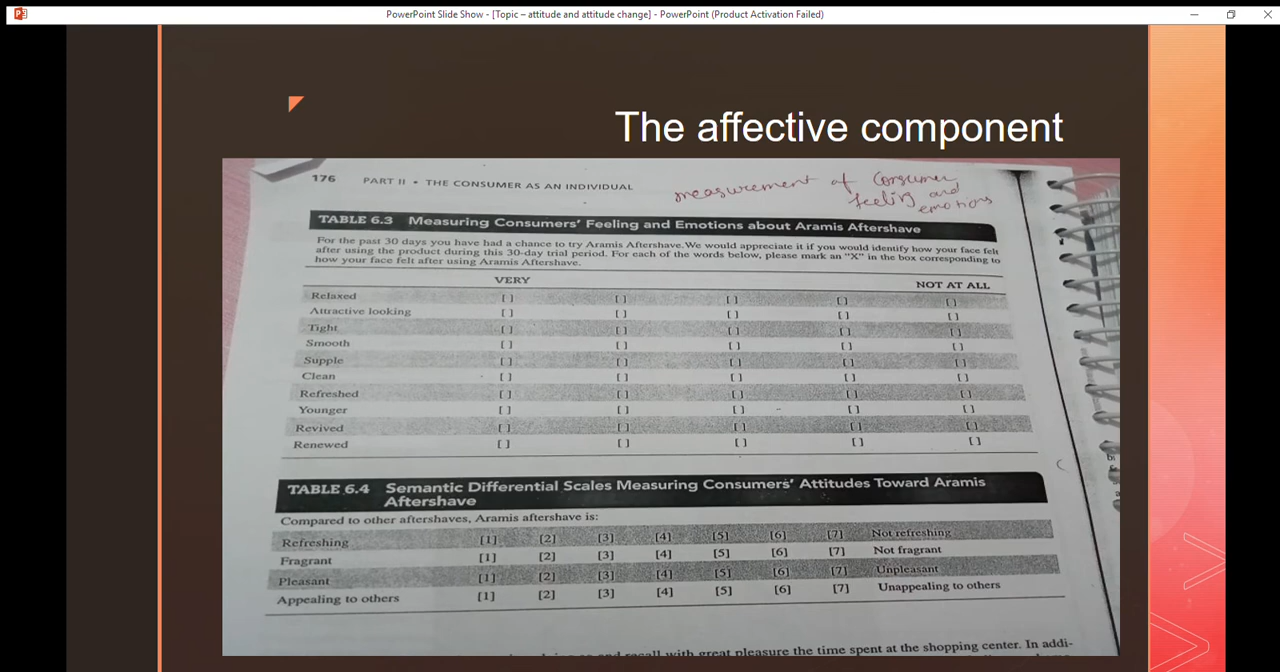 PowerPoint Slide Show - [Topic – attitude and attitude change] - PowerPoint (Product Activation Failed)
The affective component
176 PART II • THE CONSUMER AS AN INDIVIDUAL
measurement of consumer
feeling and
emotions
TABLE 6.3 Measuring Consumers' Feeling and Emotions about Aramis Aftershave
For the past 30 days you have had a chance to try Aramis Aftershave. We would appreciate it if you would identify how your face felt
after using the product during this 30-day trial period. For each of the words below, please mark an "X" in the box corresponding to
how your face felt after using Aramis Aftershave.
VERY NOT AT ALL
Relaxed [ ] [ ] [ ] [ ] [ ]
Attractive looking [ ] [ ] [ ] [ ] [ ]
Tight [ ] [ ] [ ] [ ] [ ]
Smooth [ ] [ ] [ ] [ ] [ ]
Supple [ ] [ ] [ ] [ ] [ ]
Clean [ ] [ ] [ ] [ ] [ ]
Refreshed [ ] [ ] [ ] [ ] [ ]
Younger [ ] [ ] [ ] [ ] [ ]
Revived [ ] [ ] [ ] [ ] [ ]
Renewed [ ] [ ] [ ] [ ] [ ]
TABLE 6.4 Semantic Differential Scales Measuring Consumers' Attitudes Toward Aramis
Aftershave
Compared to other aftershaves, Aramis aftershave is:
Refreshing [1] [2] [3] [4] [5] [6] [7] Not refreshing
Fragrant [1] [2] [3] [4] [5] [6] [7] Not fragrant
Pleasant [1] [2] [3] [4] [5] [6] [7] Unpleasant
Appealing to others [1] [2] [3] [4] [5] [6] [7] Unappealing to others
and recall with great pleasure the time spent at the shopping center. In addi-